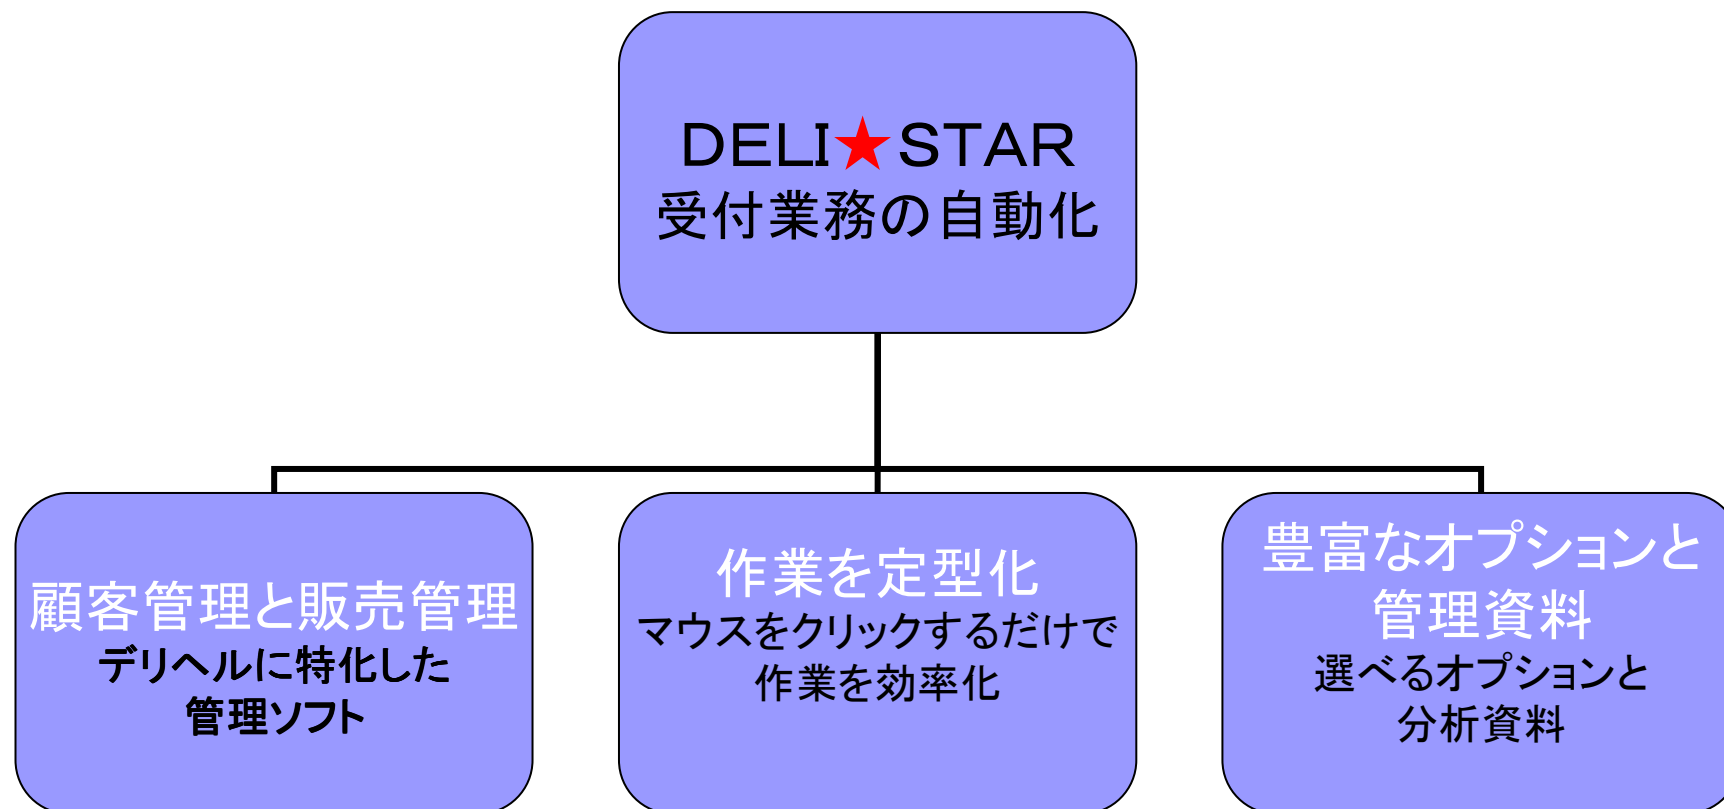 DELI★STAR
受付業務の自動化
顧客管理と販売管理
デリヘルに特化した
管理ソフト
作業を定型化
マウスをクリックするだけで
作業を効率化
豊富なオプションと
管理資料
選べるオプションと
分析資料